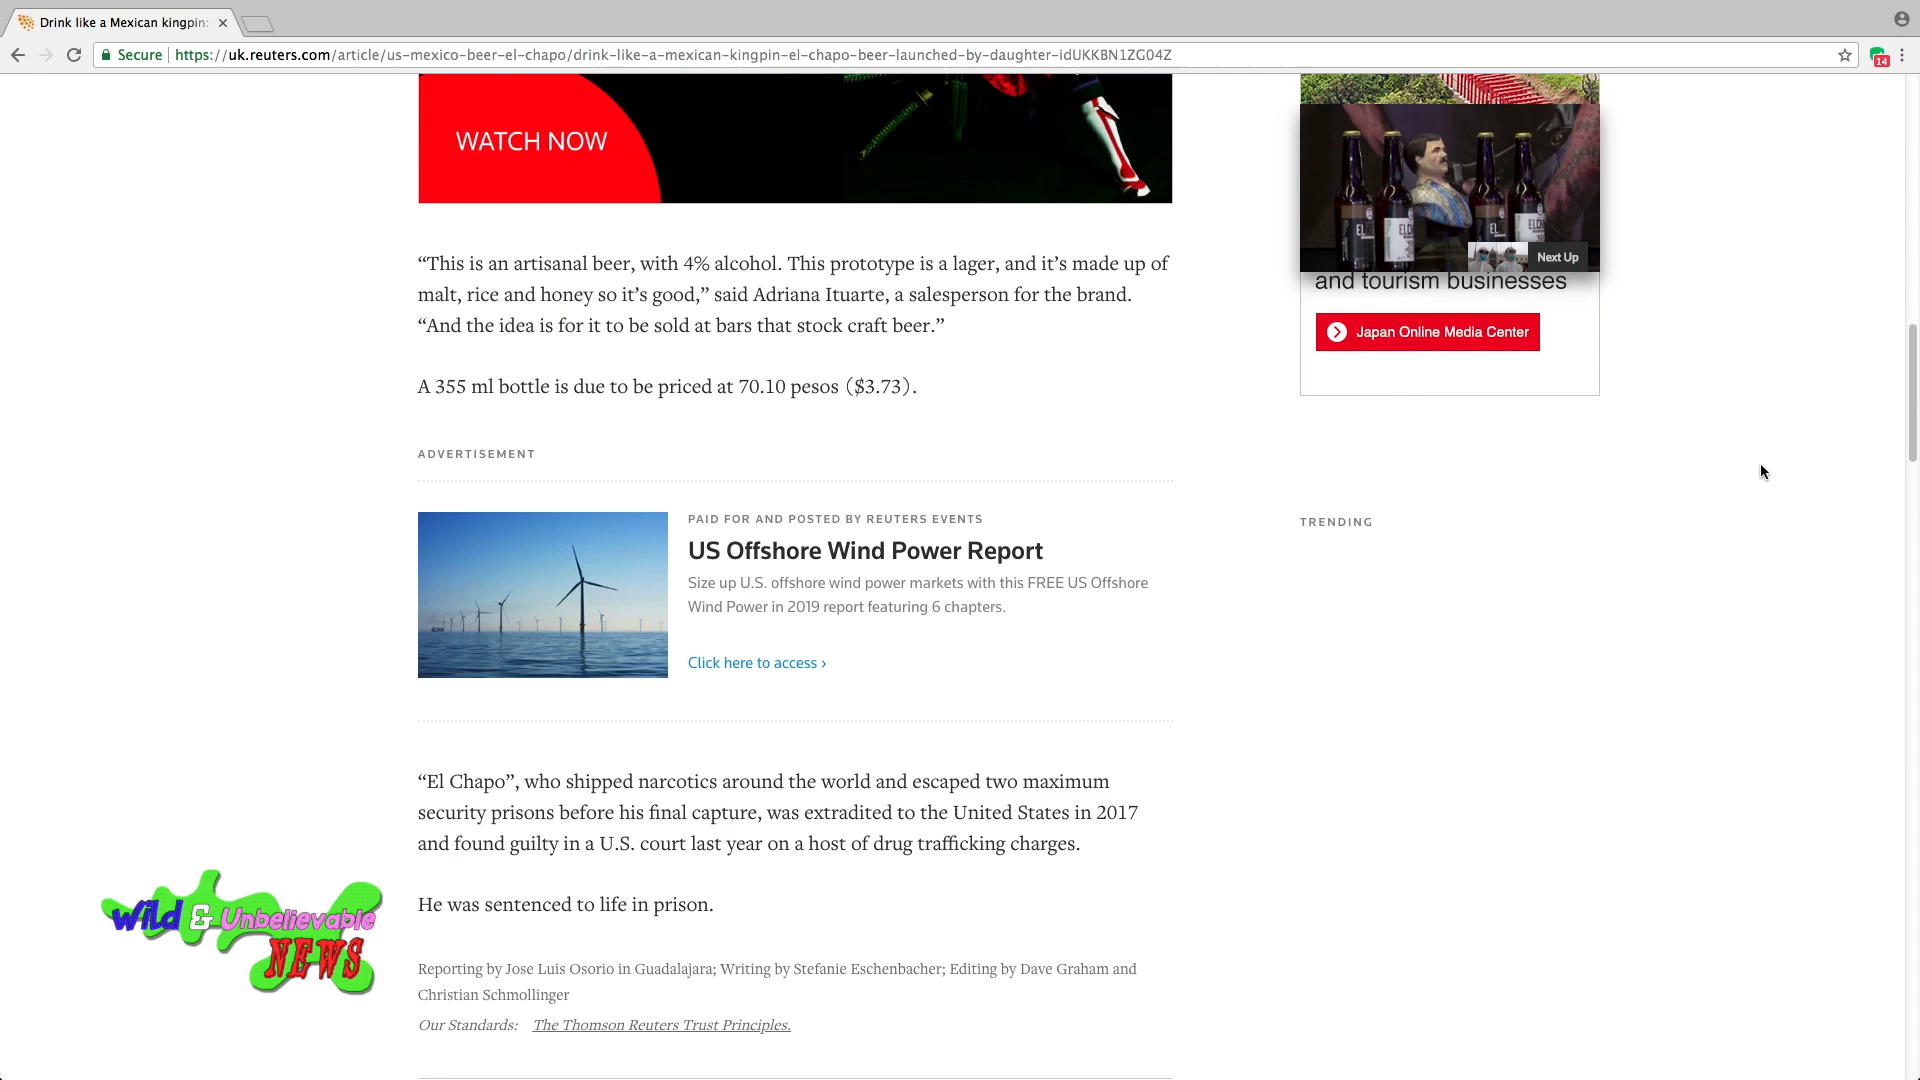 Drink like a Mexican kingpin:
Secure
https://uk.reuters.com/article/us-mexico-beer-el-chapo/drink-like-a-mexican-kingpin-el-chapo-beer-launched-by-daughter-idUKKBN1ZG04Z
14
WATCH NOW
EL
EL
Next Up
and tourism businesses
Japan Online Media Center
“This is an artisanal beer, with 4% alcohol. This prototype is a lager, and it’s made up of
malt, rice and honey so it’s good,” said Adriana Ituarte, a salesperson for the brand.
“And the idea is for it to be sold at bars that stock craft beer.”
A 355 ml bottle is due to be priced at 70.10 pesos ($3.73).
ADVERTISEMENT
PAID FOR AND POSTED BY REUTERS EVENTS
US Offshore Wind Power Report
Size up U.S. offshore wind power markets with this FREE US Offshore
Wind Power in 2019 report featuring 6 chapters.
Click here to access ›
TRENDING
“El Chapo”, who shipped narcotics around the world and escaped two maximum
security prisons before his final capture, was extradited to the United States in 2017
and found guilty in a U.S. court last year on a host of drug trafficking charges.
He was sentenced to life in prison.
Wild & Unbelievable
NEWS
Reporting by Jose Luis Osorio in Guadalajara; Writing by Stefanie Eschenbacher; Editing by Dave Graham and
Christian Schmollinger
Our Standards: The Thomson Reuters Trust Principles.